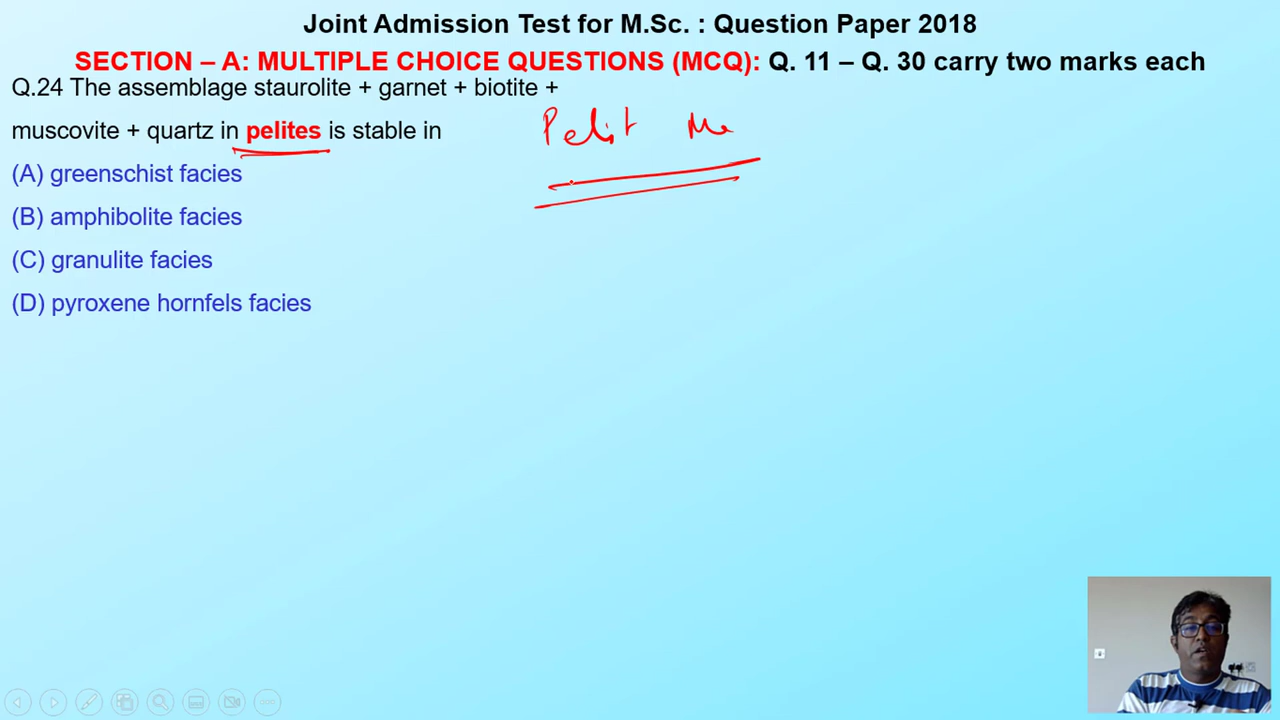 Joint Admission Test for M.Sc. : Question Paper 2018
SECTION – A: MULTIPLE CHOICE QUESTIONS (MCQ): Q. 11 – Q. 30 carry two marks each
Q.24 The assemblage staurolite + garnet + biotite +
muscovite + quartz in pelites is stable in
Pelit Me
(A) greenschist facies
(B) amphibolite facies
(C) granulite facies
(D) pyroxene hornfels facies